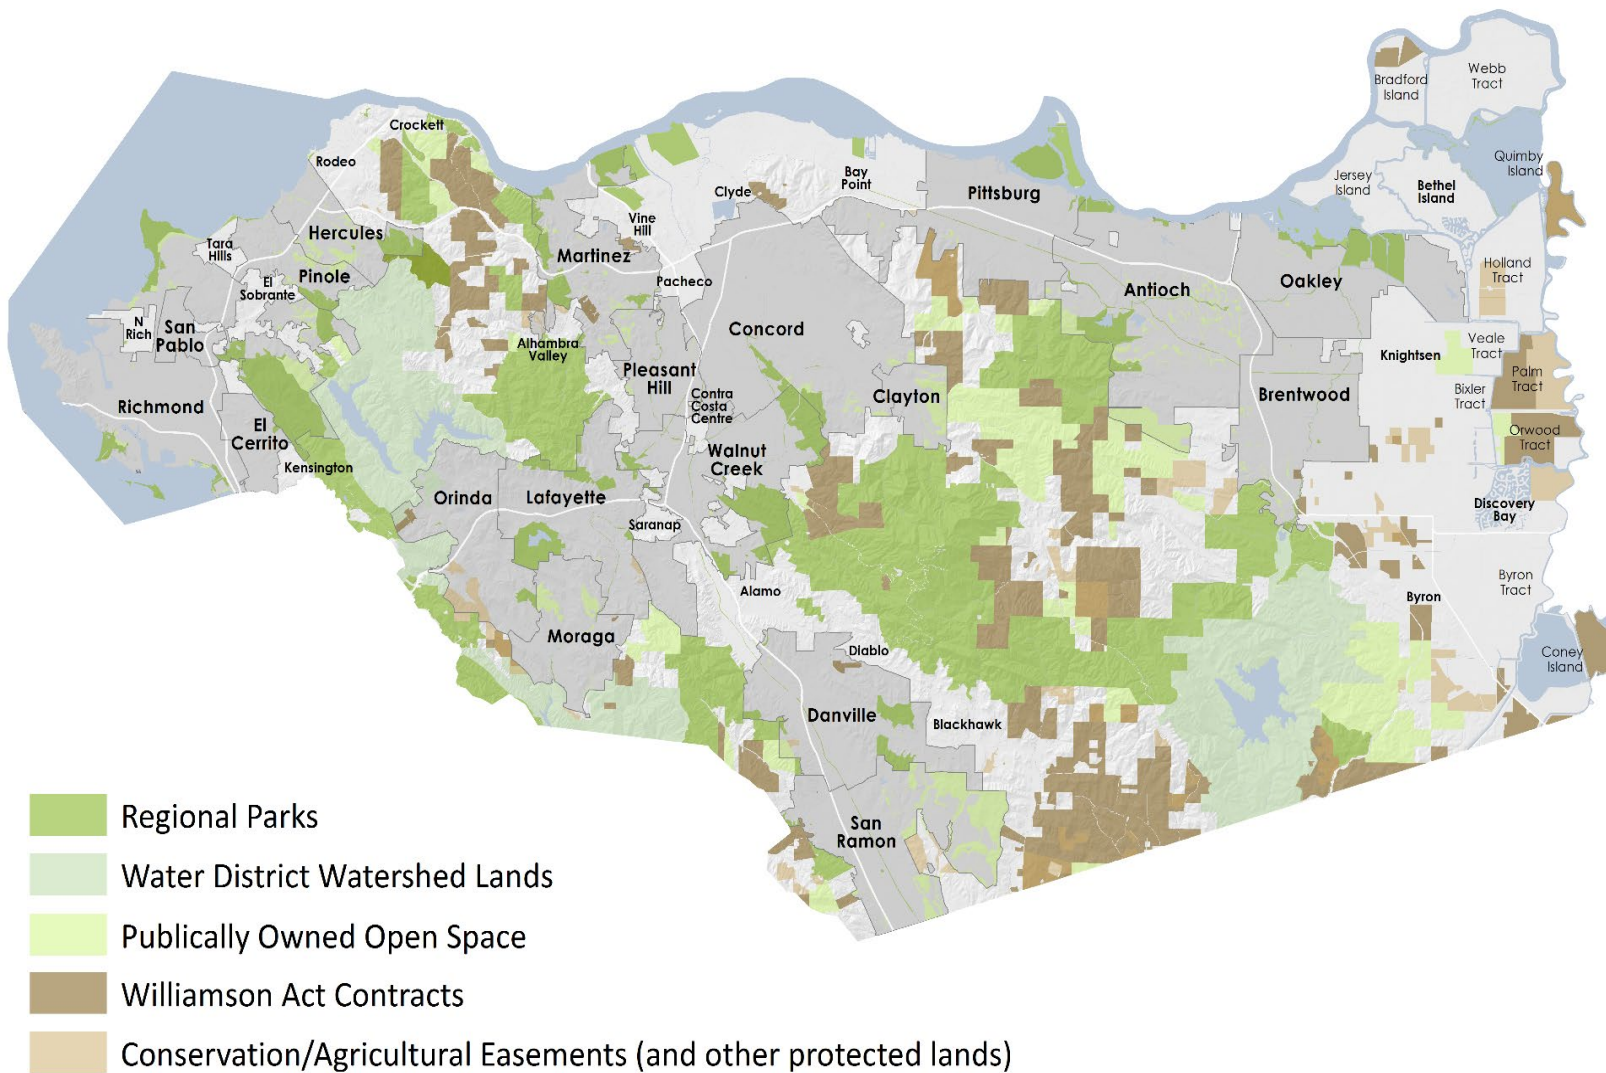 Webb
Tract
Bradford
Island
Crockett
Quimby
Island
Rodeo
Bay
Point
Jersey
Island
Bethel
Island
Clyde
Pittsburg
Vine
Hill
Hercules
Tara
Hills
Martinez
Holland
Tract
Pinole
El
Sobrante
Pacheco
Oakley
Antioch
N
Rich
San
Pablo
Concord
Alhambra
Valley
Knightsen
Veale
Tract
Pleasant
Hill
Palm
Tract
Clayton
Brentwood
Bixler
Tract
Contra
Costa
Centre
Richmond
El
Cerrito
Orwood
Tract
Walnut
Creek
Kensington
Orinda
Lafayette
Saranap
Discovery
Bay
Byron
Tract
Alamo
Byron
Moraga
Diablo
Coney
Island
Danville
Blackhawk
San
Ramon
Regional Parks
Water District Watershed Lands
Publically Owned Open Space
Williamson Act Contracts
Conservation/Agricultural Easements (and other protected lands)